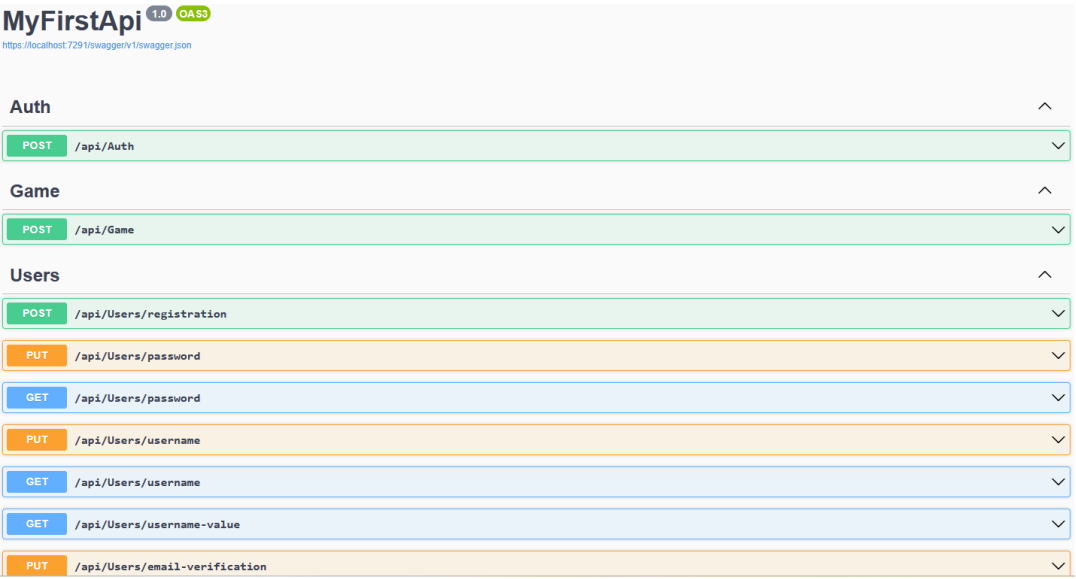 MyFirstApi 1.0 OAS3
https://localhost:7291/swagger/v1/swagger.json
Auth
POST /api/Auth
Game
POST /api/Game
Users
POST /api/Users/registration
PUT /api/Users/password
GET /api/Users/password
PUT /api/Users/username
GET /api/Users/username
GET /api/Users/username-value
PUT /api/Users/email-verification